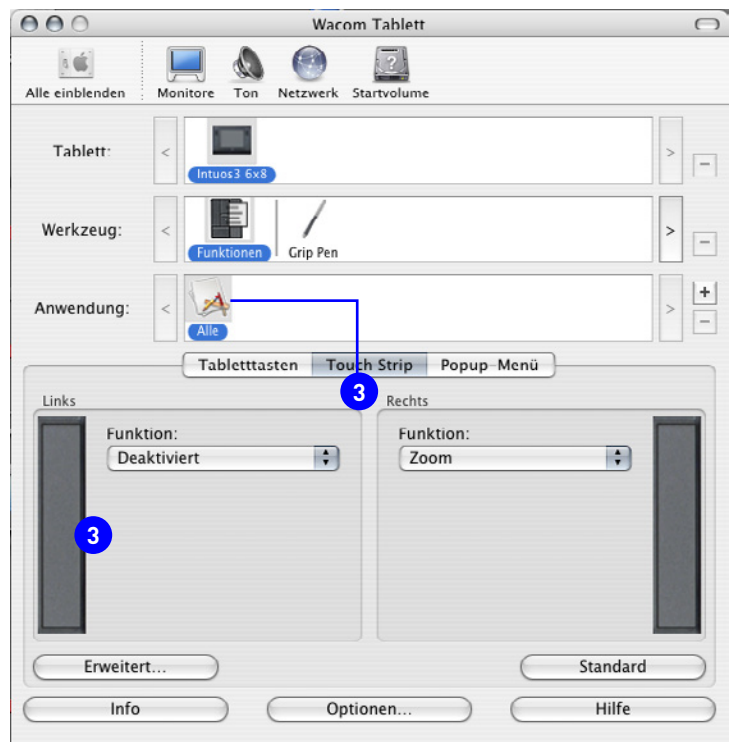 Wacom Tablett
Alle einblenden Monitore Ton Netzwerk Startvolume
Tablett: < > −
Intuos3 6x8
Werkzeug: < > −
Funktionen Grip Pen
Anwendung: < > + −
Alle
Tabletttasten Touch Strip Popup-Menü
3
Links Rechts
Funktion: Funktion:
Deaktiviert Zoom
3
Erweitert... Standard
Info Optionen... Hilfe